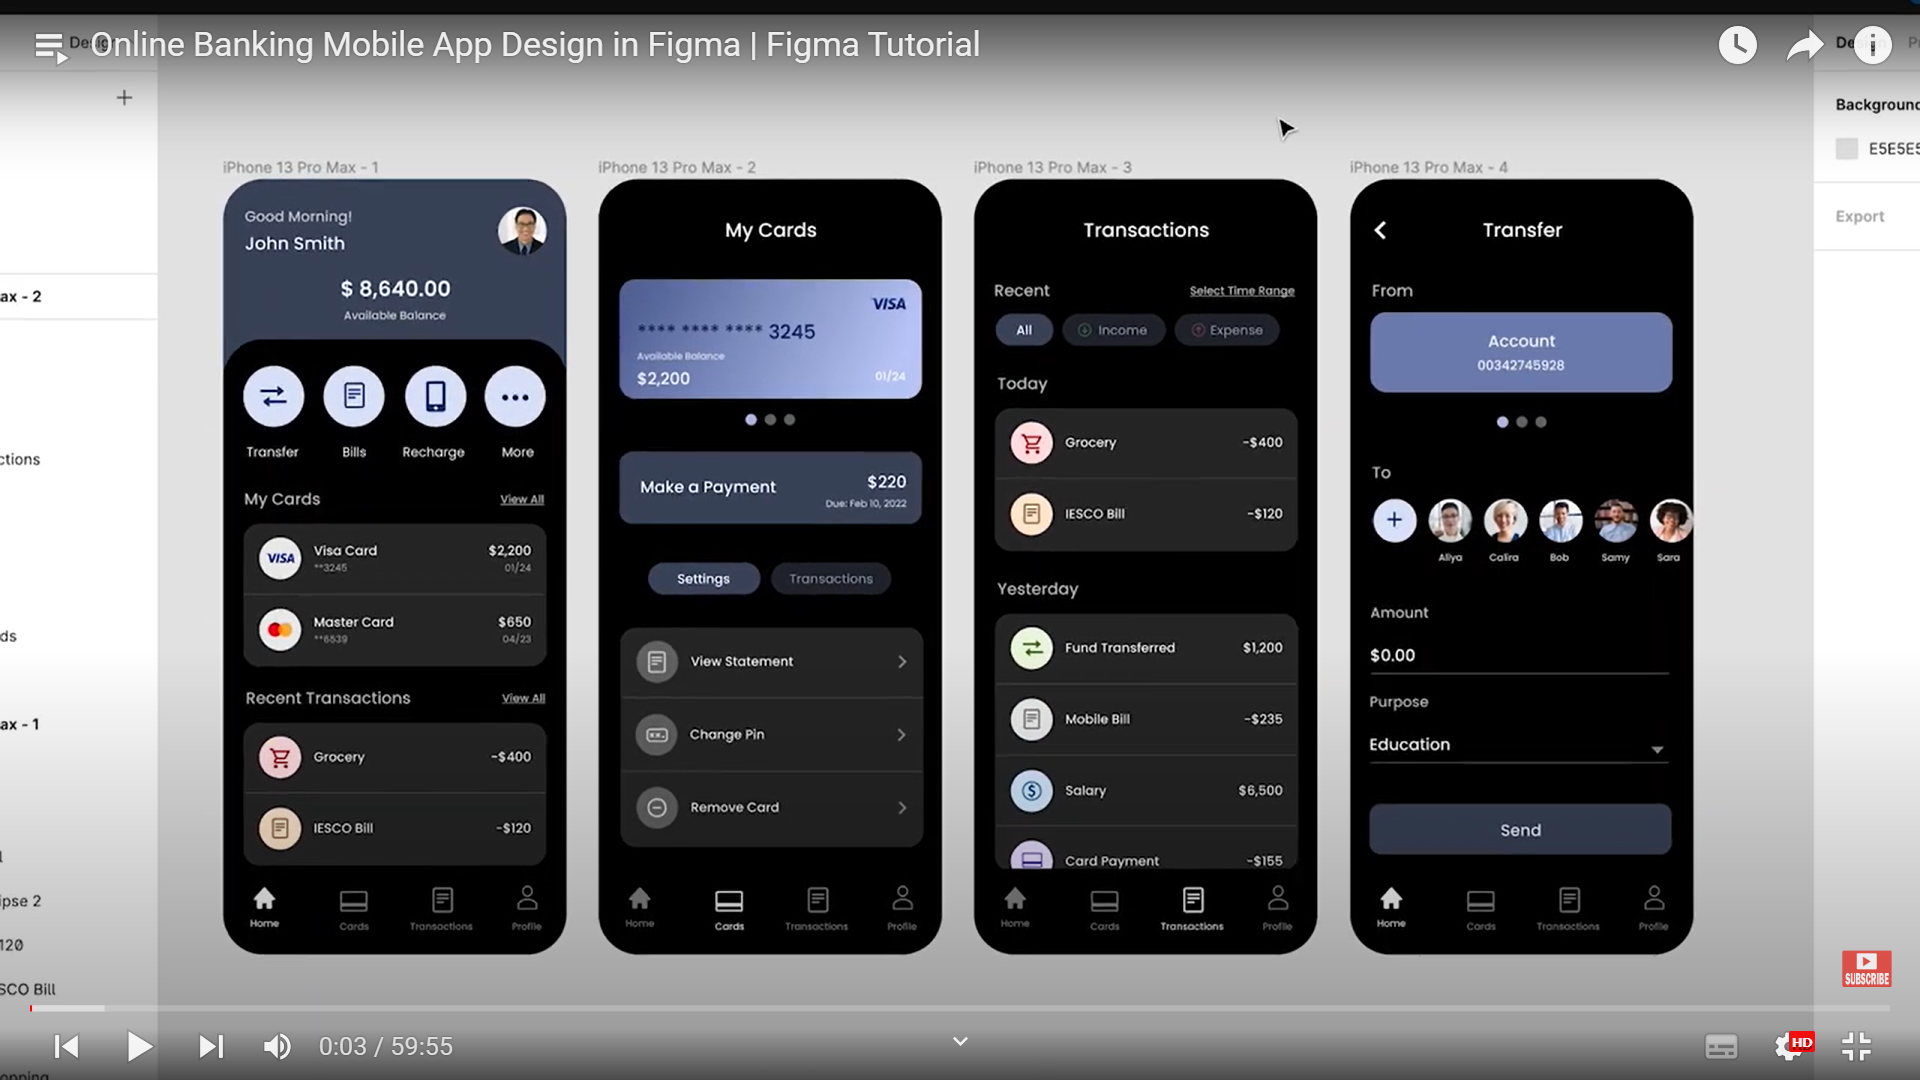 Online Banking Mobile App Design in Figma | Figma Tutorial
Background
E5E5E5
Export
ax - 2
ctions
ds
ax - 1
ipse 2
120
SCO Bill
iPhone 13 Pro Max - 1
Good Morning!
John Smith
$ 8,640.00
Available Balance
Transfer
Bills
Recharge
More
My Cards
View All
VISA
Visa Card
**3245
$2,200
01/24
Master Card
**6539
$650
04/23
Recent Transactions
View All
Grocery
-$400
IESCO Bill
-$120
Home
Cards
Transactions
Profile
iPhone 13 Pro Max - 2
My Cards
VISA
**** **** **** 3245
Available Balance
$2,200
01/24
Make a Payment
$220
Due: Feb 10, 2022
Settings
Transactions
View Statement
Change Pin
Remove Card
Home
Cards
Transactions
Profile
iPhone 13 Pro Max - 3
Transactions
Recent
Select Time Range
All
Income
Expense
Today
Grocery
-$400
IESCO Bill
-$120
Yesterday
Fund Transferred
$1,200
Mobile Bill
-$235
Salary
$6,500
Card Payment
-$155
Home
Cards
Transactions
Profile
iPhone 13 Pro Max - 4
Transfer
From
Account
00342745928
To
Aliya
Calira
Bob
Samy
Sara
Amount
$0.00
Purpose
Education
Send
Home
Cards
Transactions
Profile
SUBSCRIBE
0:03 / 59:55
HD